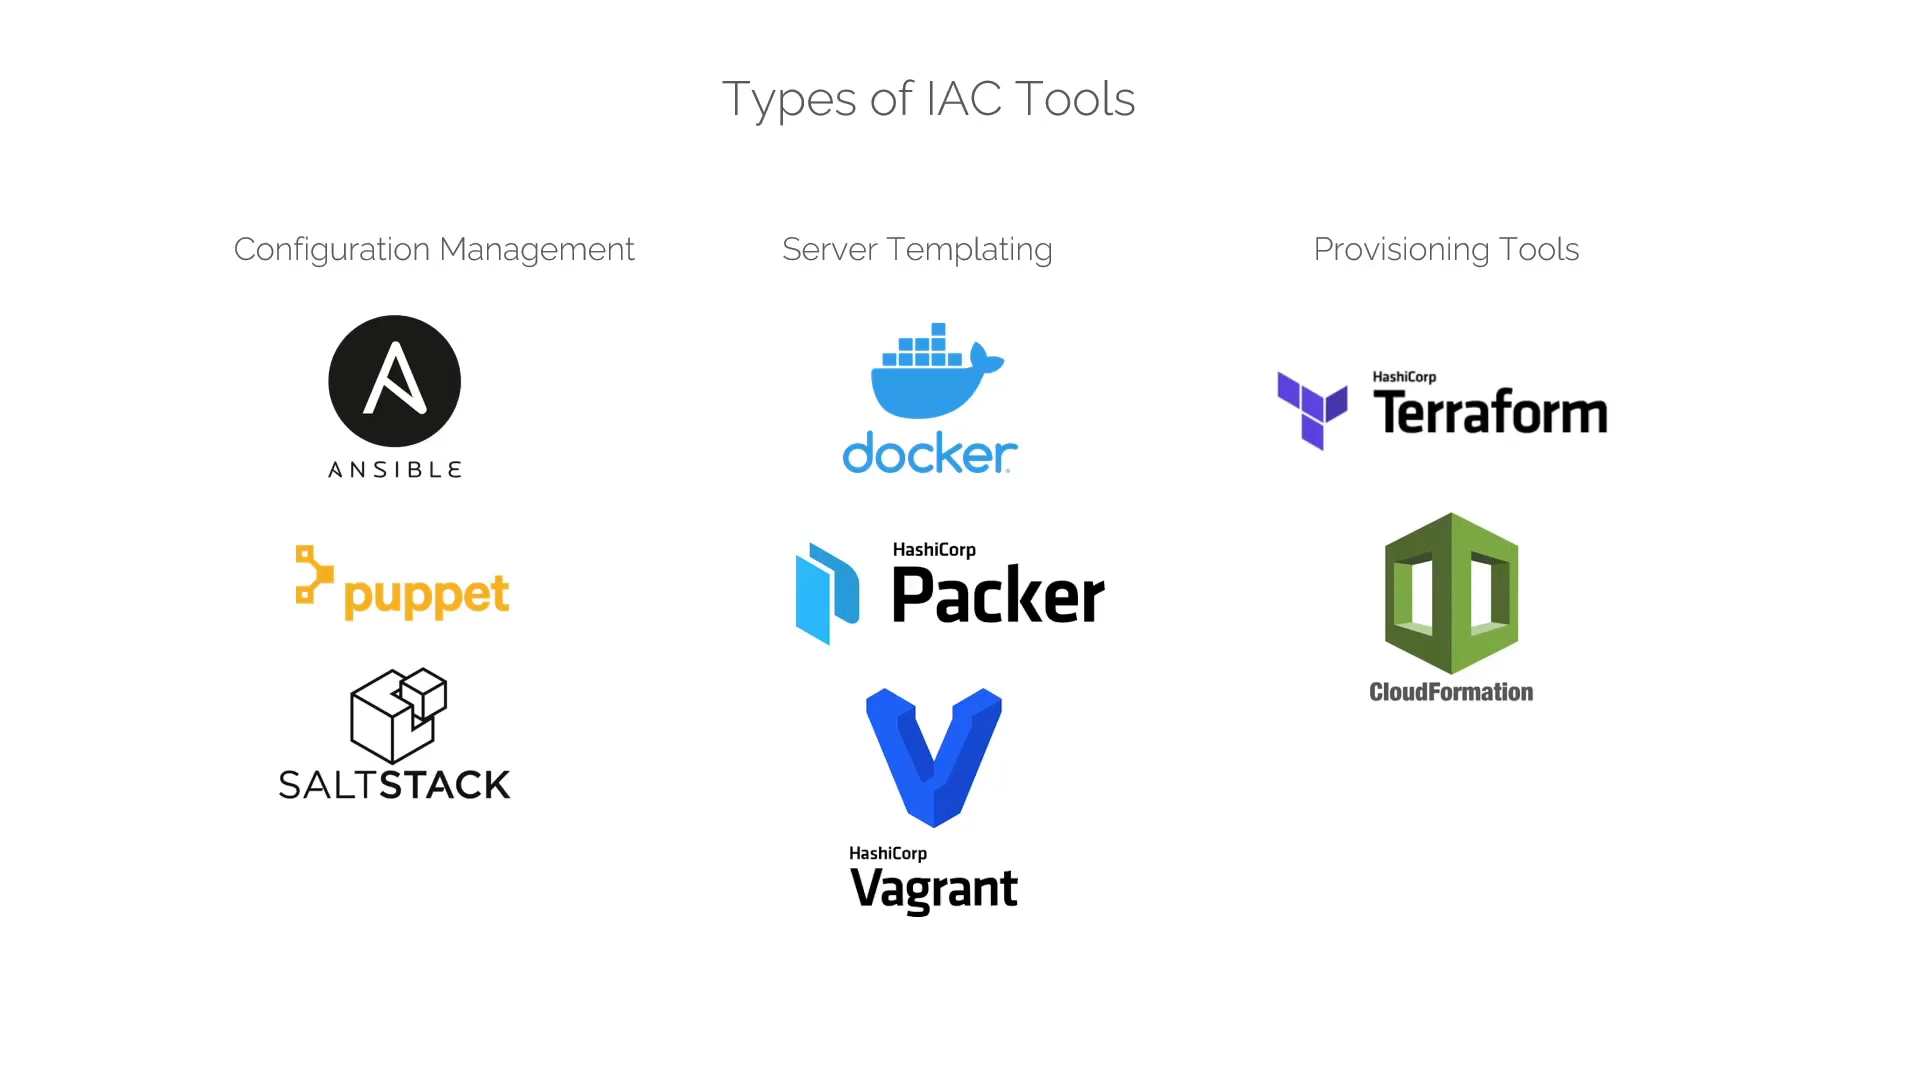 Types of IAC Tools
Configuration Management
ANSIBLE
puppet
SALTSTACK
Server Templating
docker
HashiCorp
Packer
HashiCorp
Vagrant
Provisioning Tools
HashiCorp
Terraform
CloudFormation